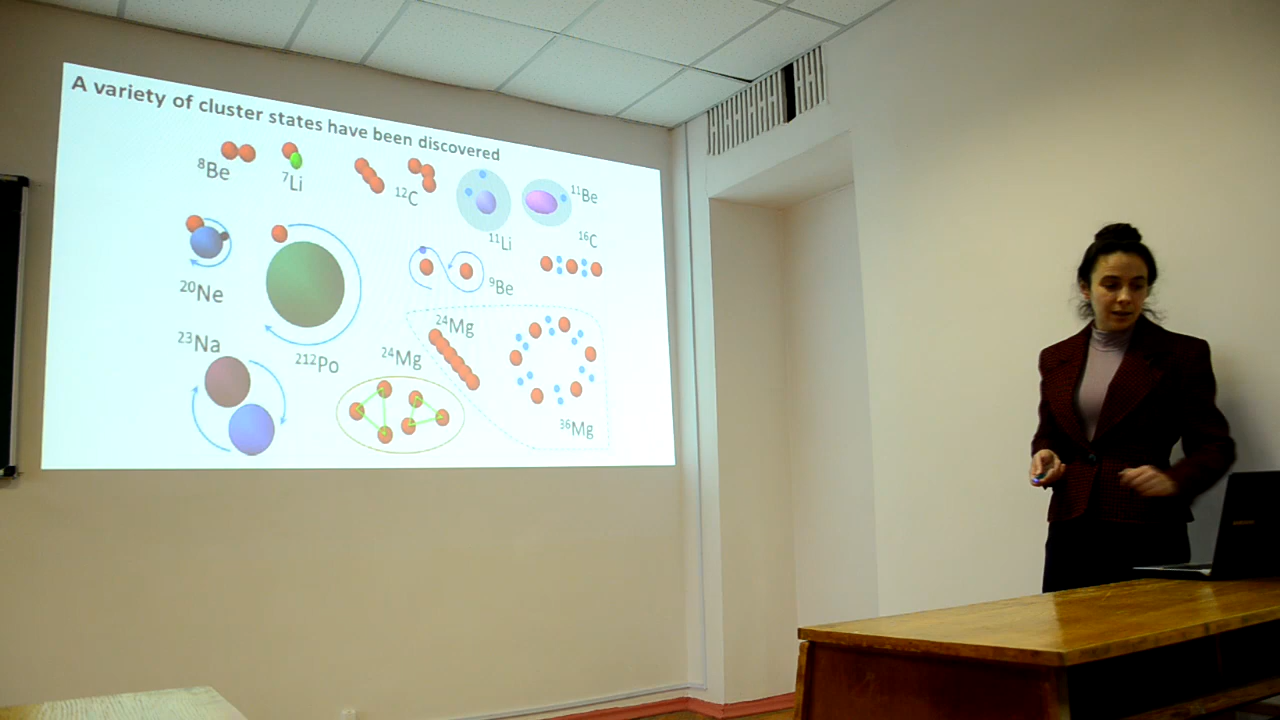 A variety of cluster states have been discovered
⁸Be
⁷Li
¹²C
¹¹Li
¹¹Be
¹⁶C
²⁰Ne
²¹²Po
⁹Be
²³Na
²⁴Mg
²⁴Mg
³⁶Mg